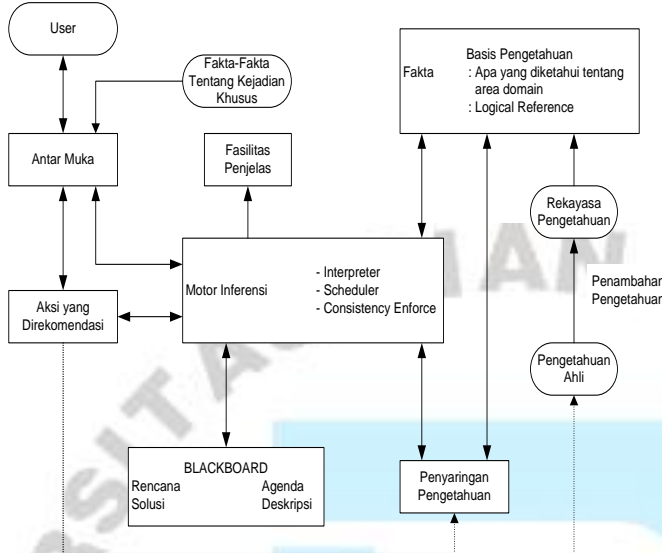 User
Fakta-Fakta
Tentang Kejadian
Khusus
Basis Pengetahuan
Fakta : Apa yang diketahui tentang
area domain
: Logical Reference
Antar Muka
Fasilitas
Penjelas
Rekayasa
Pengetahuan
Motor Inferensi
- Interpreter
- Scheduler
- Consistency Enforce
Penambahan
Pengetahuan
Aksi yang
Direkomendasi
Pengetahuan
Ahli
BLACKBOARD
Rencana Agenda
Solusi Deskripsi
Penyaringan
Pengetahuan